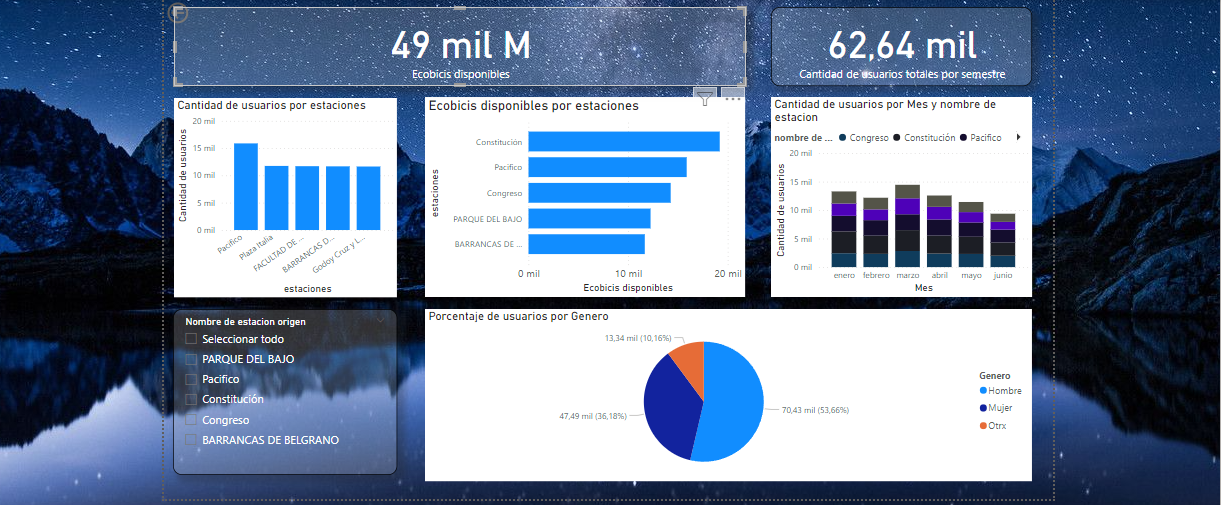 49 mil M
Ecobicis disponibles
62,64 mil
Cantidad de usuarios totales por semestre
Cantidad de usuarios por estaciones
Cantidad de usuarios
20 mil
15 mil
10 mil
5 mil
0 mil
Pacifico
Plaza Italia
FACULTAD DE ...
BARRANCAS D...
Godoy Cruz y L...
estaciones
Ecobicis disponibles por estaciones
estaciones
Constitución
Pacifico
Congreso
PARQUE DEL BAJO
BARRANCAS DE ...
0 mil
10 mil
20 mil
Ecobicis disponibles
Cantidad de usuarios por Mes y nombre de
estacion
nombre de ...
Congreso
Constitución
Pacifico
Cantidad de usuarios
20 mil
15 mil
10 mil
5 mil
0 mil
enero
febrero
marzo
abril
mayo
junio
Mes
Nombre de estacion origen
Seleccionar todo
PARQUE DEL BAJO
Pacifico
Constitución
Congreso
BARRANCAS DE BELGRANO
Porcentaje de usuarios por Genero
13,34 mil (10,16%)
47,49 mil (36,18%)
70,43 mil (53,66%)
Genero
Hombre
Mujer
Otrx